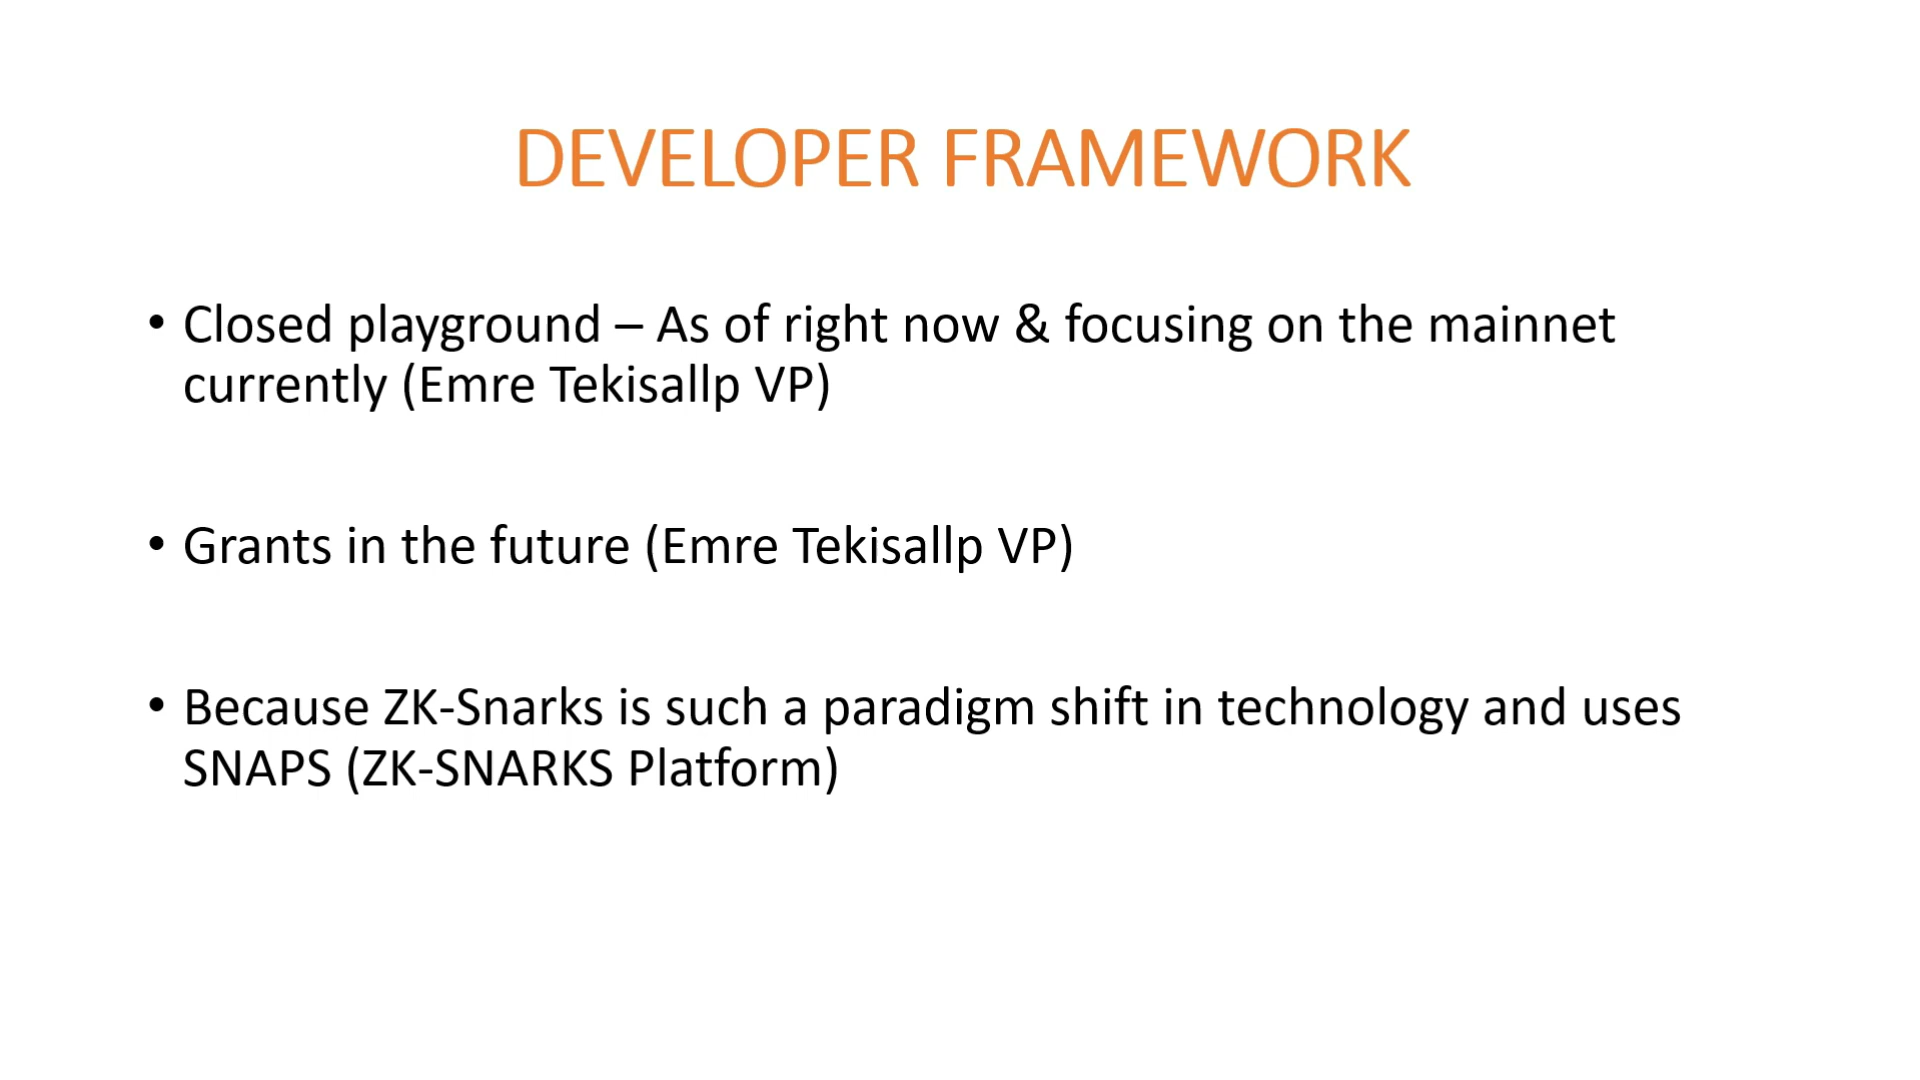 DEVELOPER FRAMEWORK
• Closed playground – As of right now & focusing on the mainnet
currently (Emre Tekisallp VP)
• Grants in the future (Emre Tekisallp VP)
• Because ZK-Snarks is such a paradigm shift in technology and uses
SNAPS (ZK-SNARKS Platform)